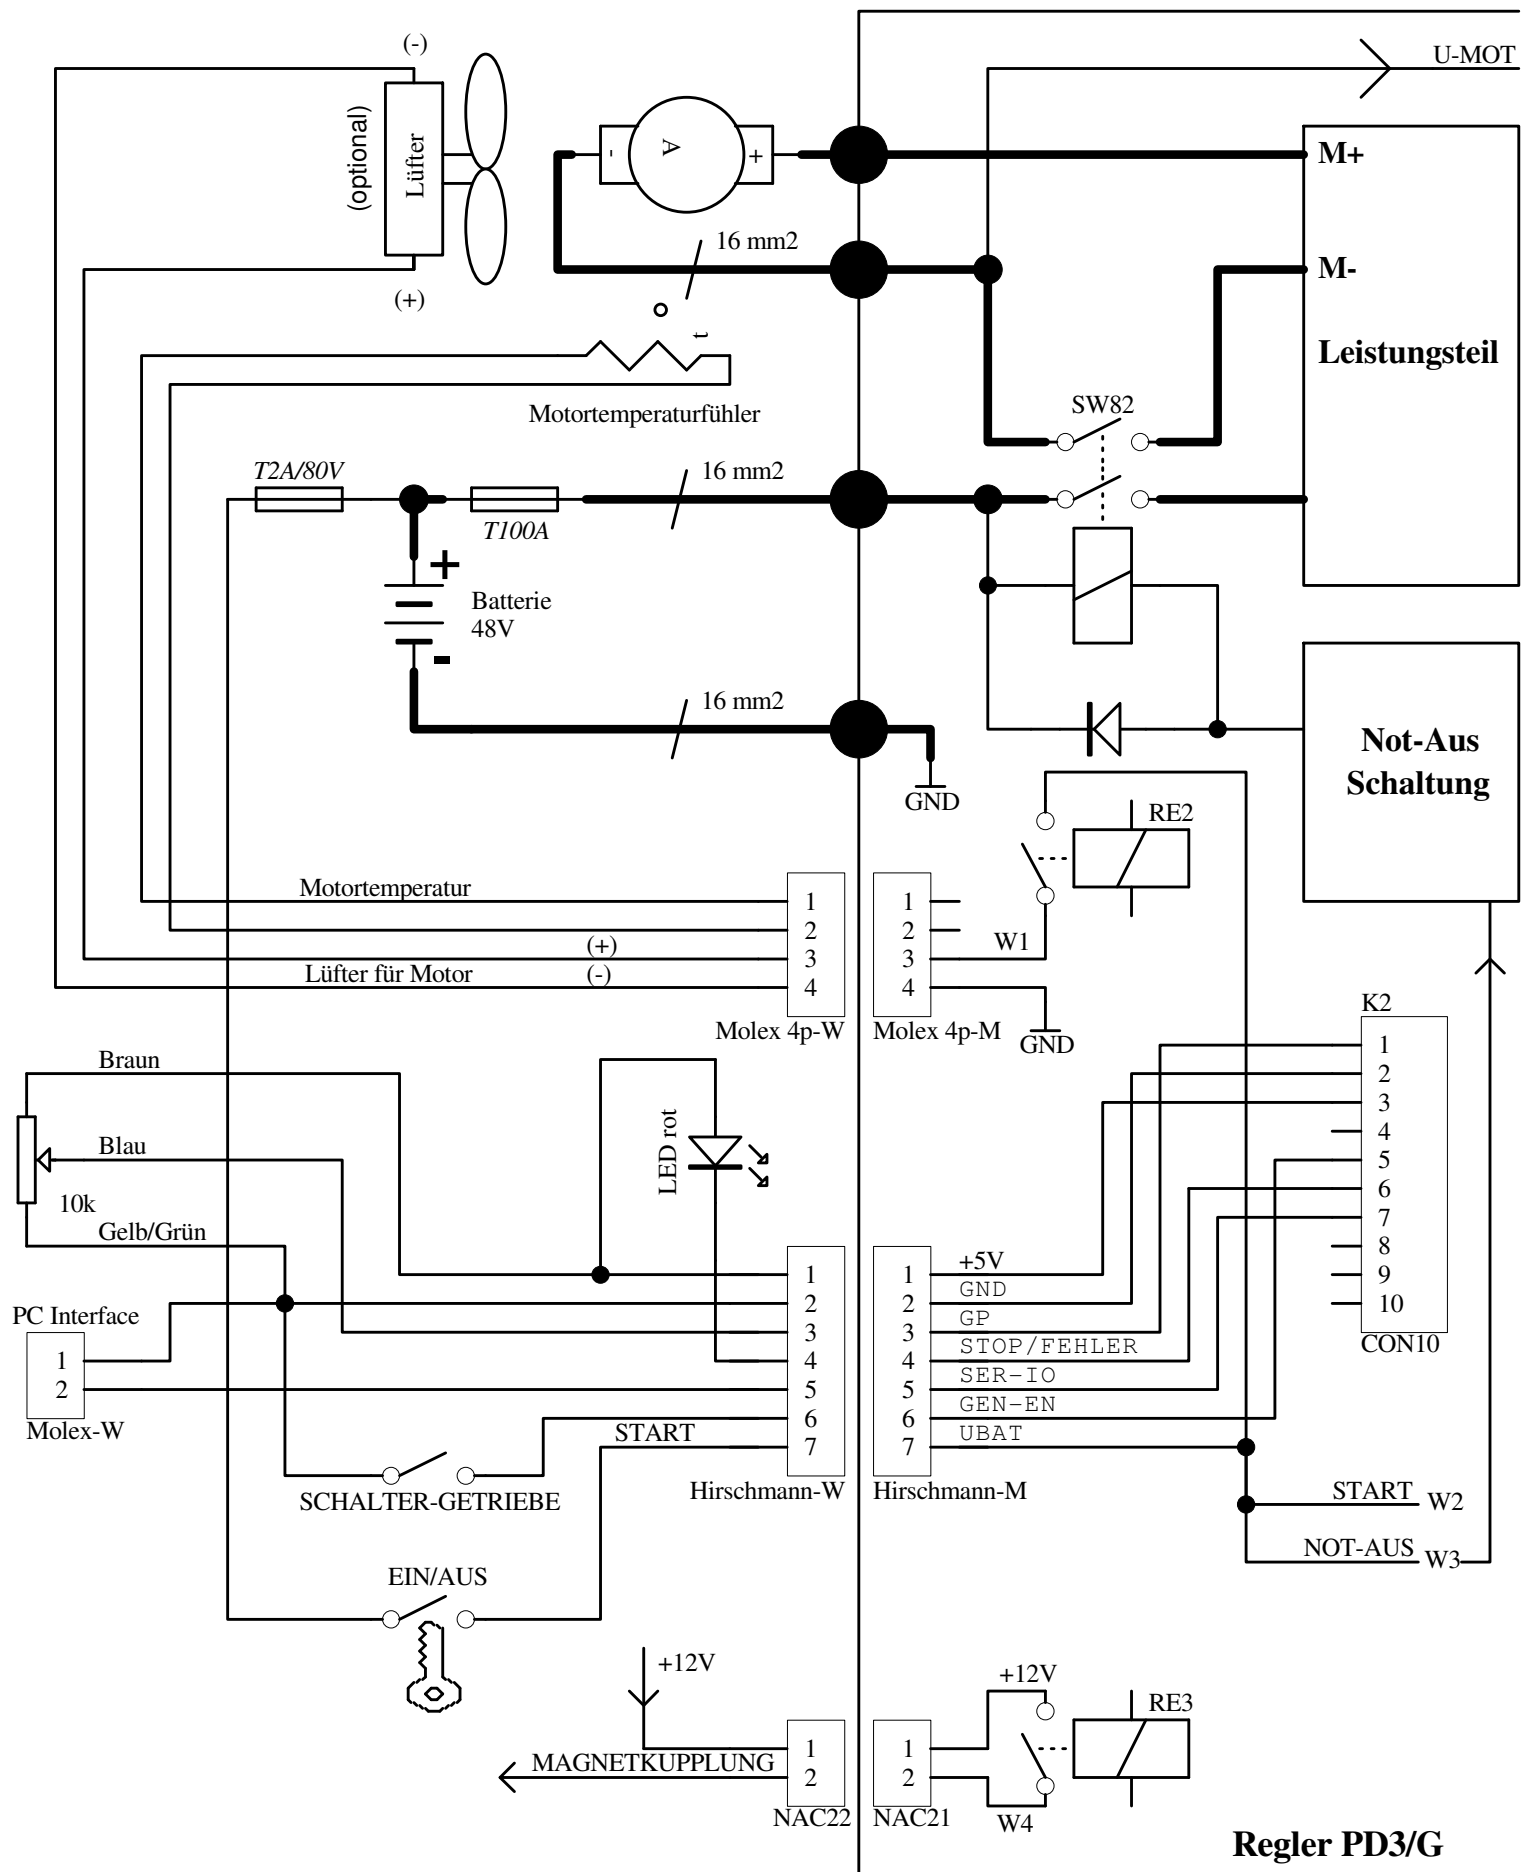 (-)
U-MOT
(optional)
Lüfter
-
A
+
M+
16 mm2
M-
(+)
t
Leistungsteil
SW82
Motortemperaturfühler
T2A/80V
16 mm2
T100A
+
Batterie
48V
-
16 mm2
Not-Aus
Schaltung
GND
RE2
Motortemperatur
1
1
2
2
(+)
W1
3
3
Lüfter für Motor
(-)
4
4
K2
Molex 4p-W
Molex 4p-M
GND
1
Braun
2
3
LED rot
4
Blau
5
6
10k
7
Gelb/Grün
8
+5V
1
1
9
GND
2
2
10
PC Interface
GP
3
3
CON10
STOP/FEHLER
1
4
4
SER-IO
2
5
5
GEN-EN
Molex-W
6
6
START
UBAT
7
7
SCHALTER-GETRIEBE
Hirschmann-W
Hirschmann-M
START
W2
NOT-AUS
W3
EIN/AUS
+12V
+12V
RE3
1
1
MAGNETKUPPLUNG
2
2
NAC22
NAC21
W4
Regler PD3/G